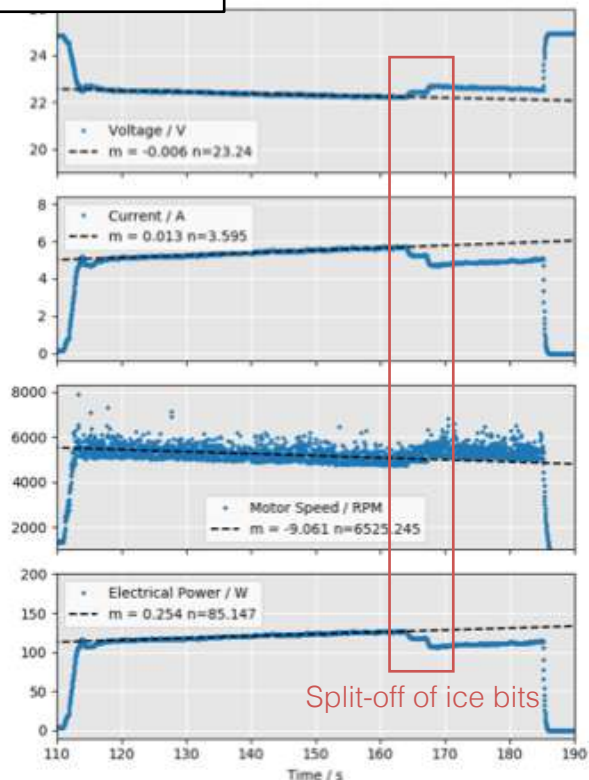 26
24
22
20
Voltage / V
m = -0.006 n=23.24
8
6
4
2
0
Current / A
m = 0.013 n=3.595
8000
6000
4000
2000
Motor Speed / RPM
m = -9.061 n=6525.245
200
150
100
50
0
Electrical Power / W
m = 0.254 n=85.147
Split-off of ice bits
110 120 130 140 150 160 170 180 190
Time / s